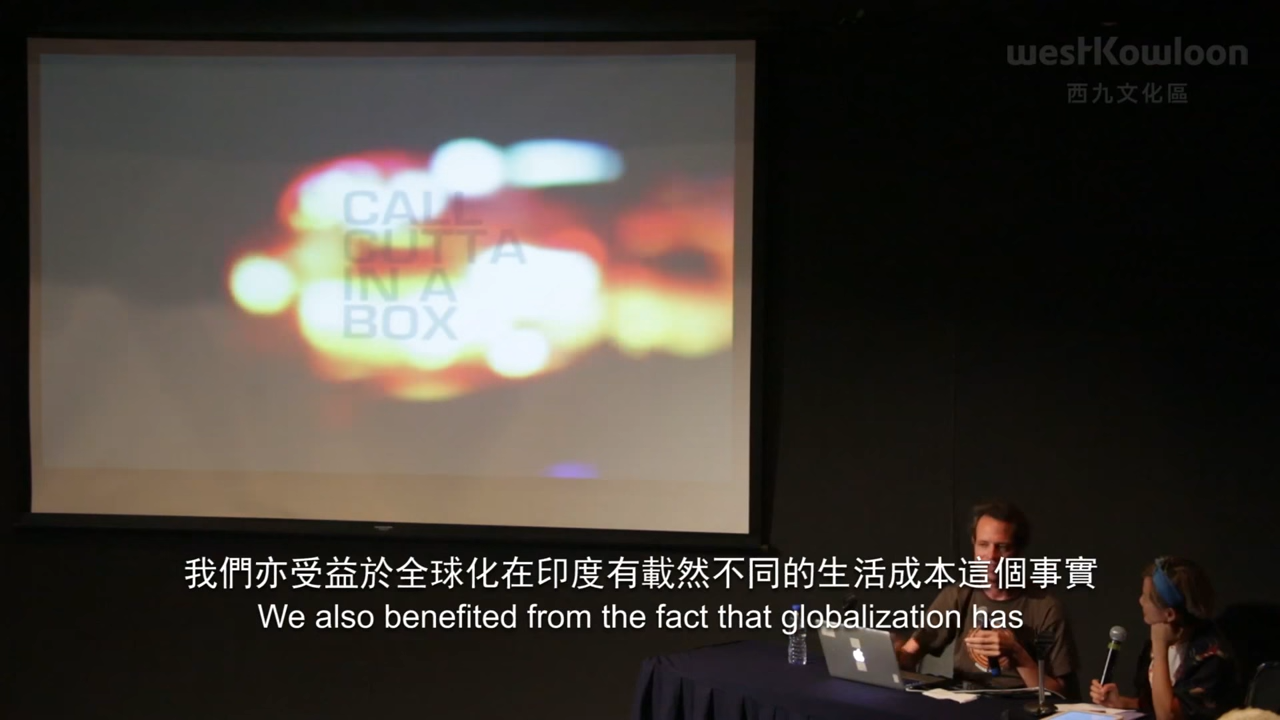 westKowloon
西九文化區
CALL
CUTTA
IN A
BOX
我們亦受益於全球化在印度有載然不同的生活成本這個事實
We also benefited from the fact that globalization has